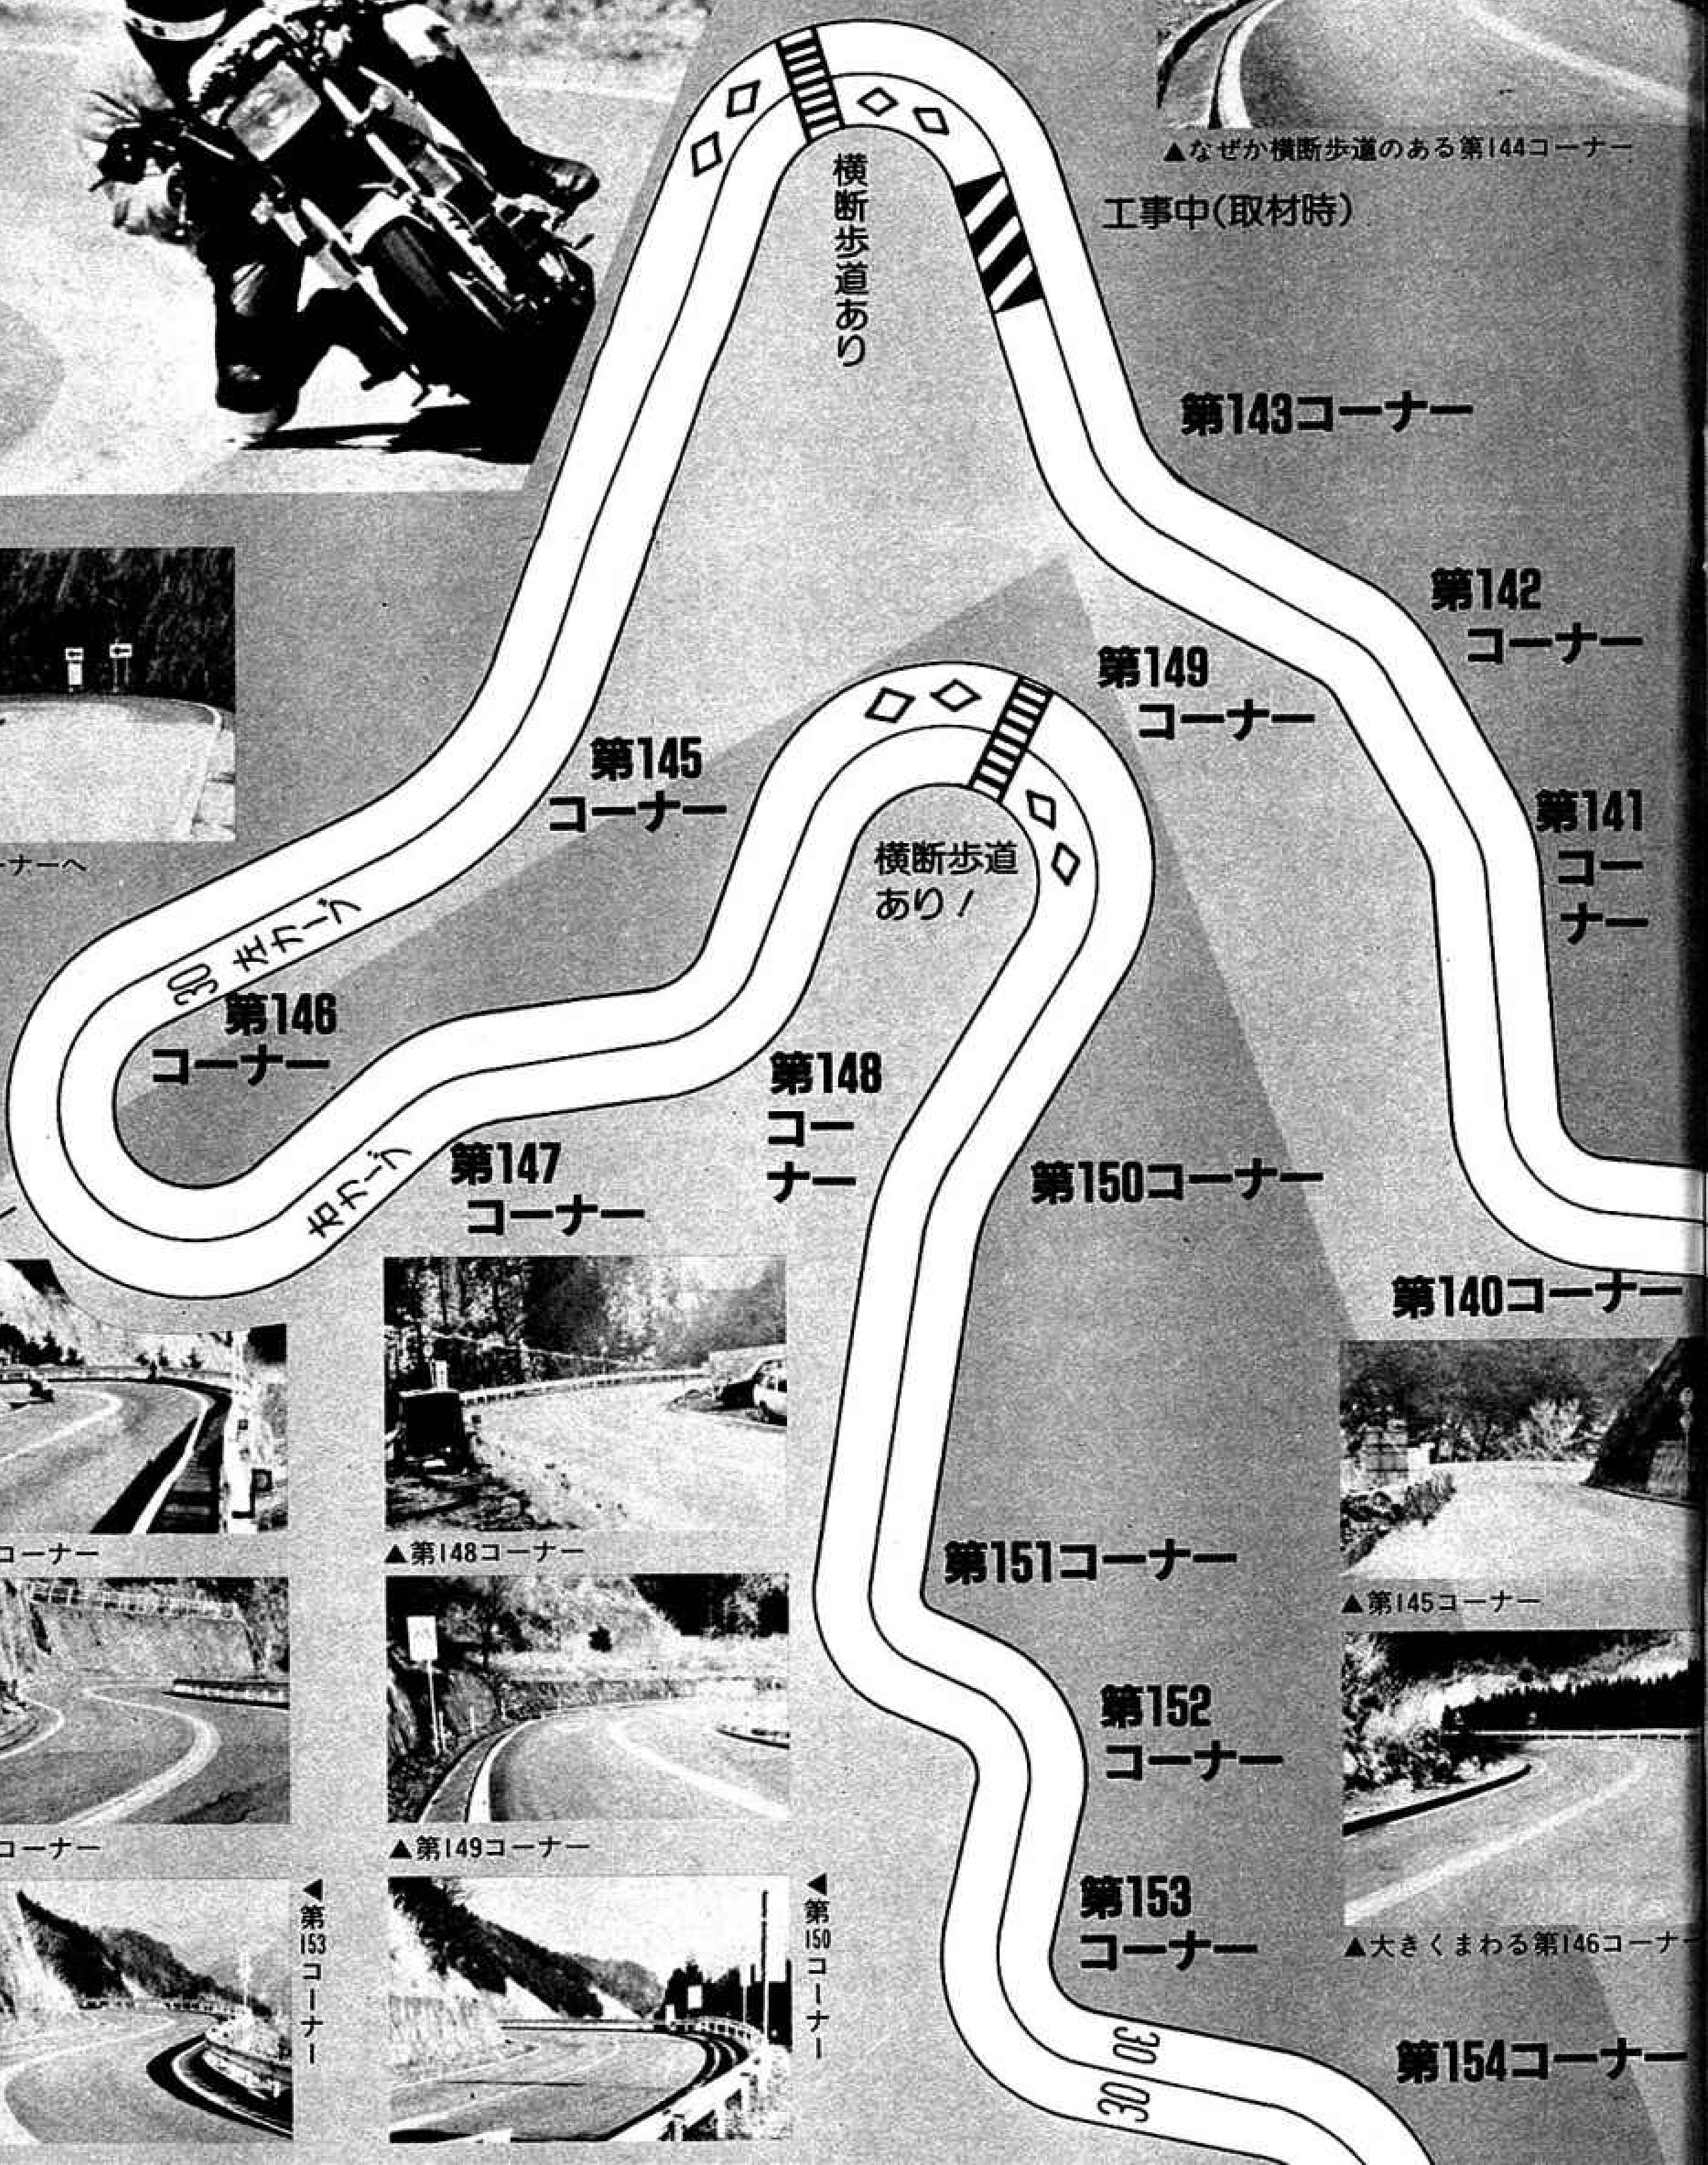 ▲なぜか横断歩道のある第144コーナー
工事中(取材時)
横断歩道あり
第143コーナー
第142
コーナー
第149
コーナー
第141
コー
ナー
第145
コーナー
横断歩道
あり!
ーナーへ
30 左カーブ
第146
コーナー
第148
コー
ナー
右カーブ
第147
コーナー
第150コーナー
第140コーナー
コーナー
▲第148コーナー
第151コーナー
▲第145コーナー
第152
コーナー
コーナー
▲第149コーナー
第153
コーナー
▲大きくまわる第146コーナー
◀第153コーナー
◀第150コーナー
30
30
第154コーナー